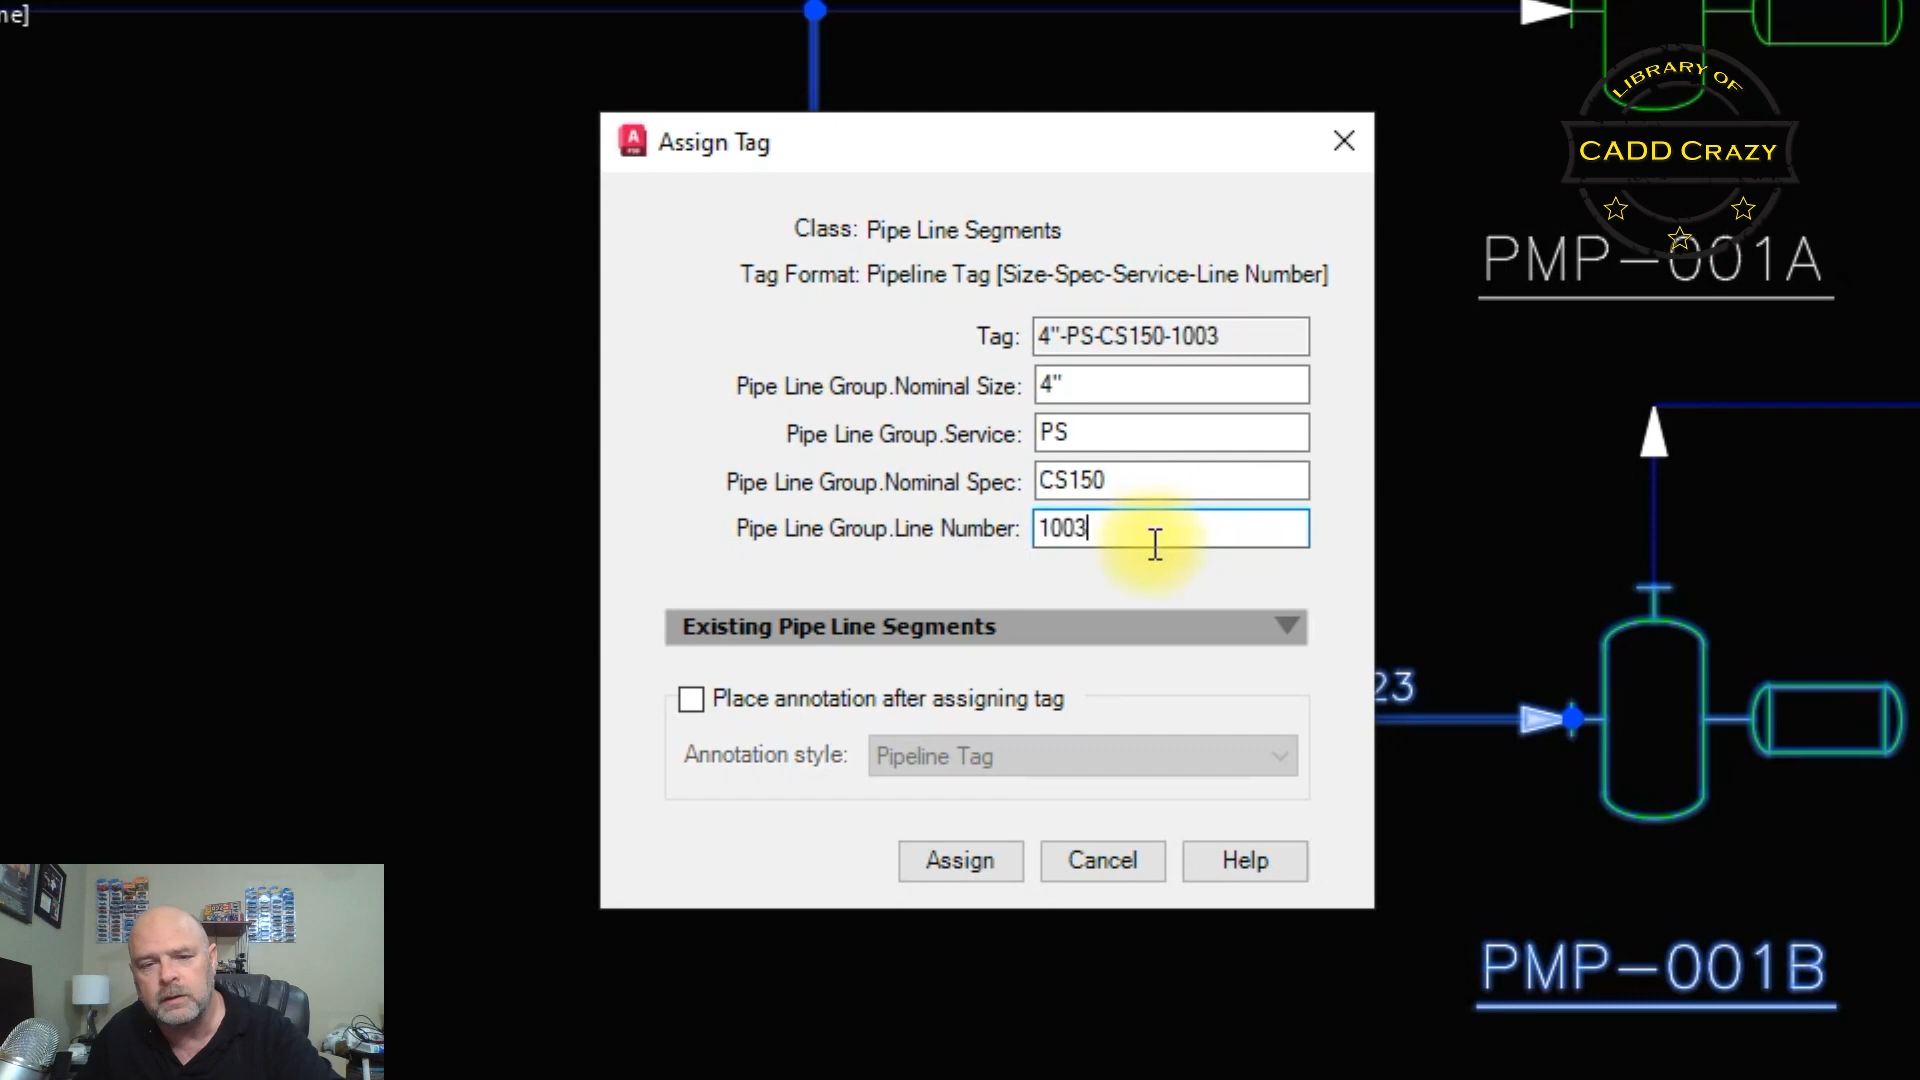 ne]
LIBRARY OF
CADD CRAZY
PMP-001A
Assign Tag
Class: Pipe Line Segments
Tag Format: Pipeline Tag [Size-Spec-Service-Line Number]
Tag: 4"-PS-CS150-1003
Pipe Line Group.Nominal Size: 4"
Pipe Line Group.Service: PS
Pipe Line Group.Nominal Spec: CS150
Pipe Line Group.Line Number: 1003
Existing Pipe Line Segments
23
Place annotation after assigning tag
Annotation style: Pipeline Tag
Assign Cancel Help
PMP-001B